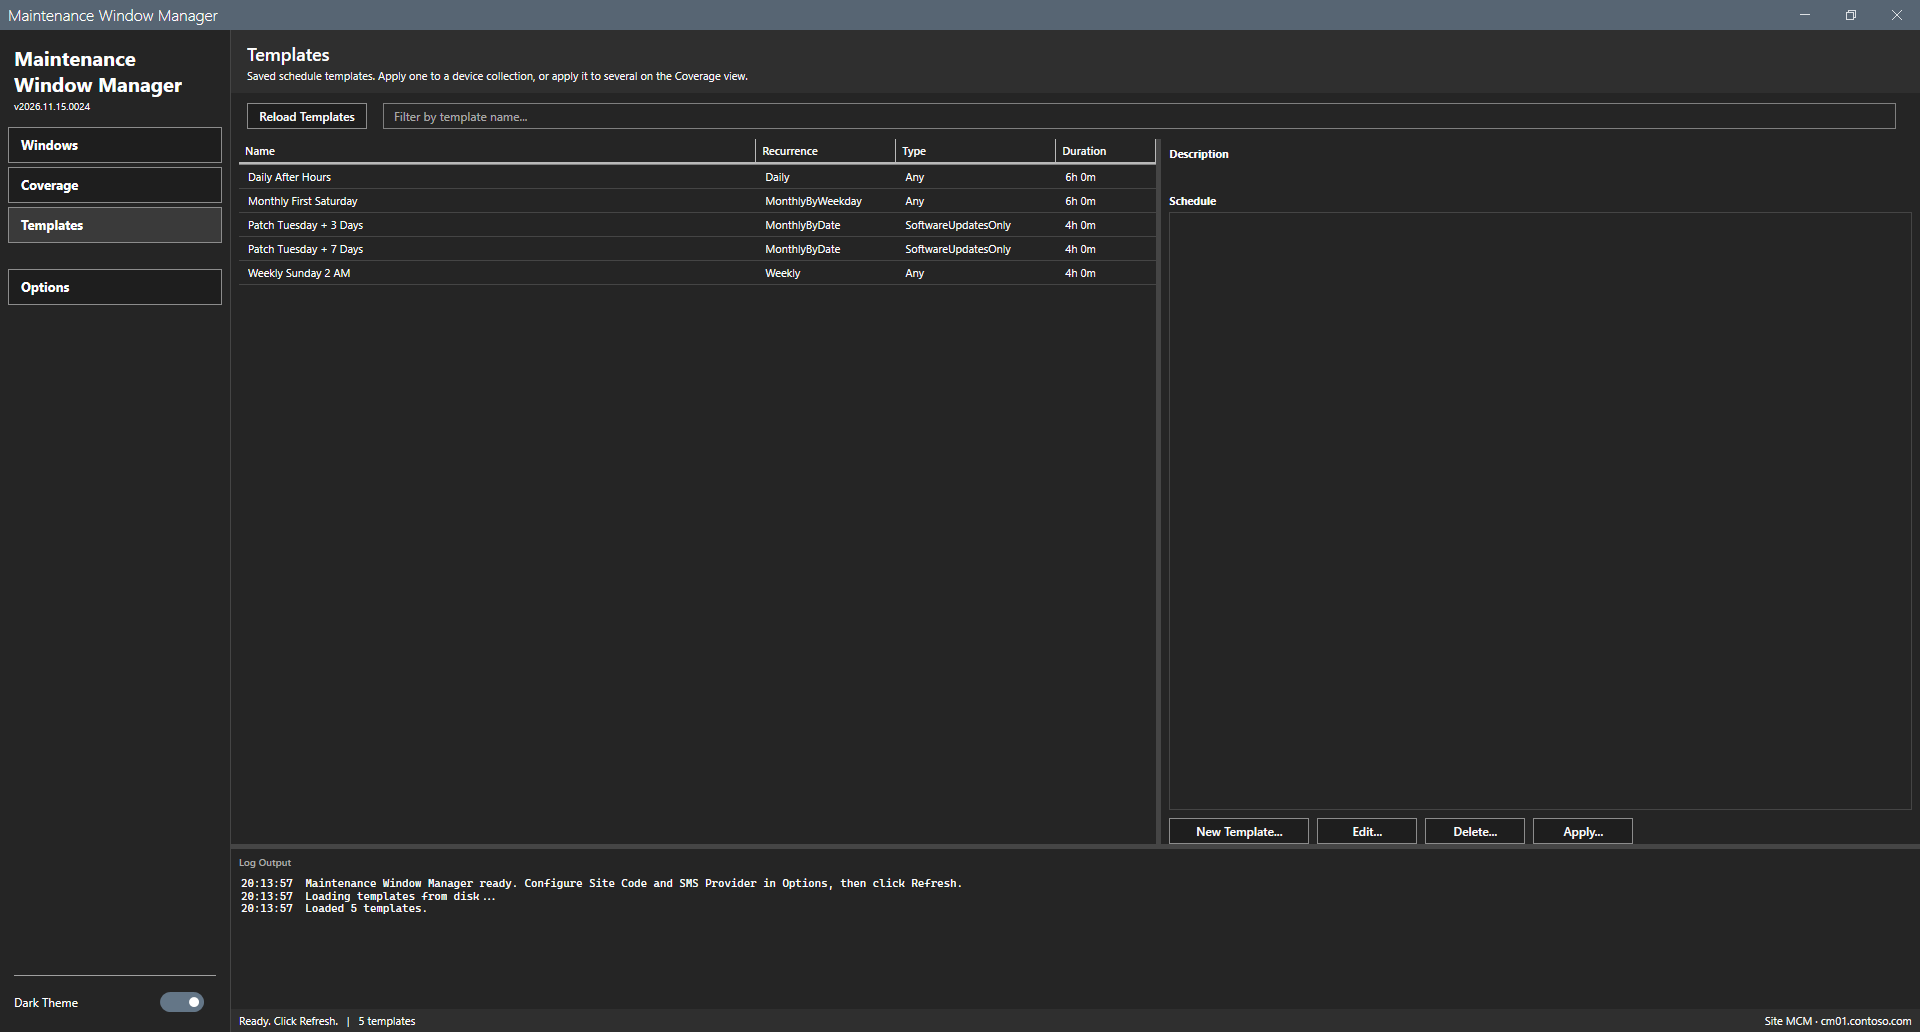 Maintenance Window Manager
Maintenance
Window Manager
v2026.11.15.0024
Windows
Coverage
Templates
Options
Dark Theme
Templates
Saved schedule templates. Apply one to a device collection, or apply it to several on the Coverage view.
Reload Templates
Filter by template name...
Name Recurrence Type Duration
Daily After Hours Daily Any 6h 0m
Monthly First Saturday MonthlyByWeekday Any 6h 0m
Patch Tuesday + 3 Days MonthlyByDate SoftwareUpdatesOnly 4h 0m
Patch Tuesday + 7 Days MonthlyByDate SoftwareUpdatesOnly 4h 0m
Weekly Sunday 2 AM Weekly Any 4h 0m
Description
Schedule
New Template... Edit... Delete... Apply...
Log Output
20:13:57 Maintenance Window Manager ready. Configure Site Code and SMS Provider in Options, then click Refresh.
20:13:57 Loading templates from disk...
20:13:57 Loaded 5 templates.
Ready. Click Refresh. | 5 templates
Site MCM · cm01.contoso.com